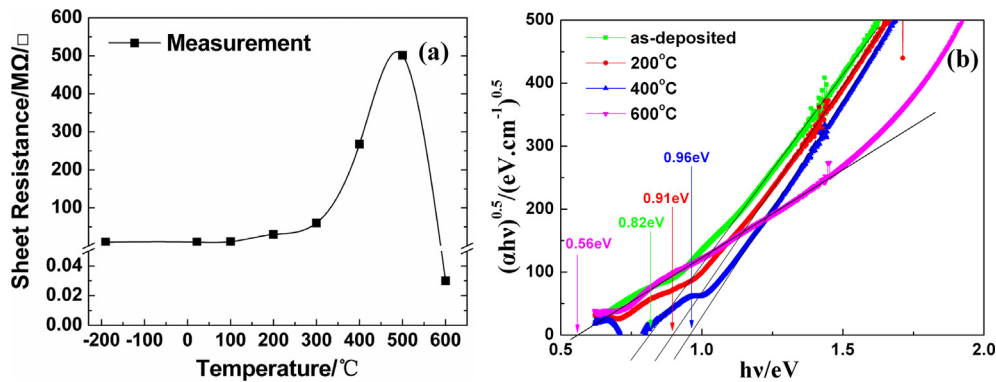 (a)
Measurement
Sheet Resistance/MΩ/□
600
500
400
300
200
100
0.04
0.02
0.00
-200 -100 0 100 200 300 400 500 600
Temperature/℃
(b)
as-deposited
200°C
400°C
600°C
(αhν)^0.5/(eV.cm^-1)^0.5
500
400
300
200
100
0
0.96eV
0.91eV
0.82eV
0.56eV
0.5 1.0 1.5 2.0
hν/eV